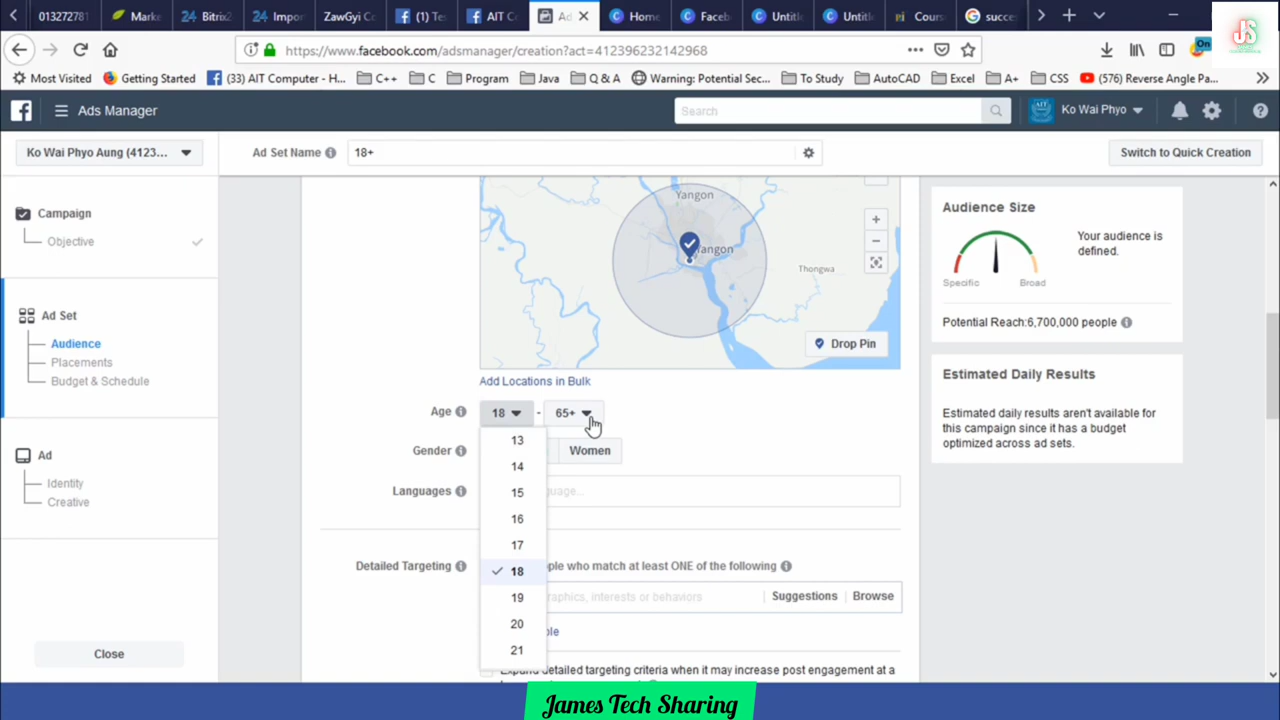 013272781
Marke
24 Bitrix2
24 Impor
ZawGyi Co
(1) Te
AIT C
Ad
Home
Faceb
Untitl
Untitl
Cours
succe
https://www.facebook.com/adsmanager/creation?act=412396232142968
On
JS
Most Visited
Getting Started
(33) AIT Computer - H...
C++
C
Program
Java
Q & A
Warning: Potential Sec...
To Study
AutoCAD
Excel
A+
CSS
(576) Reverse Angle Pa...
Ads Manager
Search
Ko Wai Phyo
Ko Wai Phyo Aung (4123...
Ad Set Name
18+
Switch to Quick Creation
Campaign
Objective
Ad Set
Audience
Placements
Budget & Schedule
Ad
Identity
Creative
Close
Yangon
Yangon
Thongwa
Drop Pin
Add Locations in Bulk
Age
18 - 65+
13
14
15
16
17
18
19
20
21
Gender
Women
Languages
guage...
Detailed Targeting
ople who match at least ONE of the following
graphics, interests or behaviors
Suggestions
Browse
ple
Expand detailed targeting criteria when it may increase post engagement at a
Audience Size
Your audience is
defined.
Specific
Broad
Potential Reach:6,700,000 people
Estimated Daily Results
Estimated daily results aren't available for
this campaign since it has a budget
optimized across ad sets.
James Tech Sharing